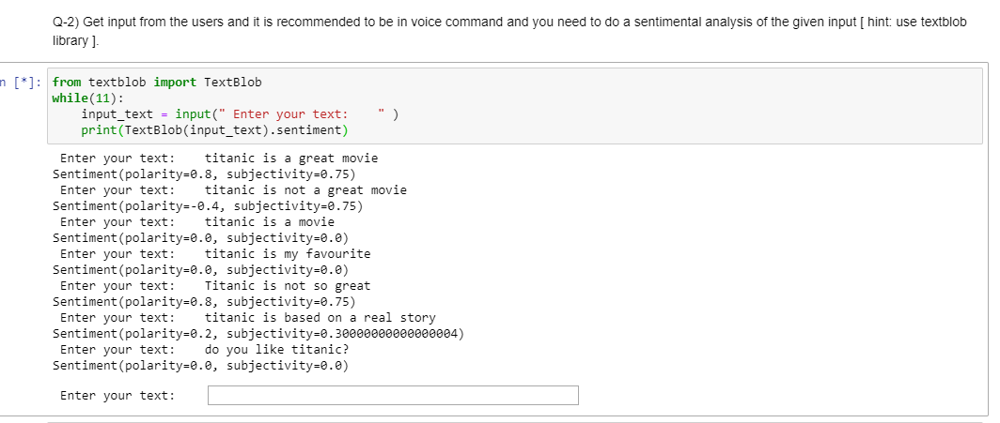 Q-2) Get input from the users and it is recommended to be in voice command and you need to do a sentimental analysis of the given input [ hint: use textblob
library ].
n [*]: from textblob import TextBlob
while(11):
    input_text = input(" Enter your text:    " )
    print(TextBlob(input_text).sentiment)
 Enter your text:    titanic is a great movie
Sentiment(polarity=0.8, subjectivity=0.75)
 Enter your text:    titanic is not a great movie
Sentiment(polarity=-0.4, subjectivity=0.75)
 Enter your text:    titanic is a movie
Sentiment(polarity=0.0, subjectivity=0.0)
 Enter your text:    titanic is my favourite
Sentiment(polarity=0.0, subjectivity=0.0)
 Enter your text:    Titanic is not so great
Sentiment(polarity=0.8, subjectivity=0.75)
 Enter your text:    titanic is based on a real story
Sentiment(polarity=0.2, subjectivity=0.30000000000000004)
 Enter your text:    do you like titanic?
Sentiment(polarity=0.0, subjectivity=0.0)
 Enter your text: